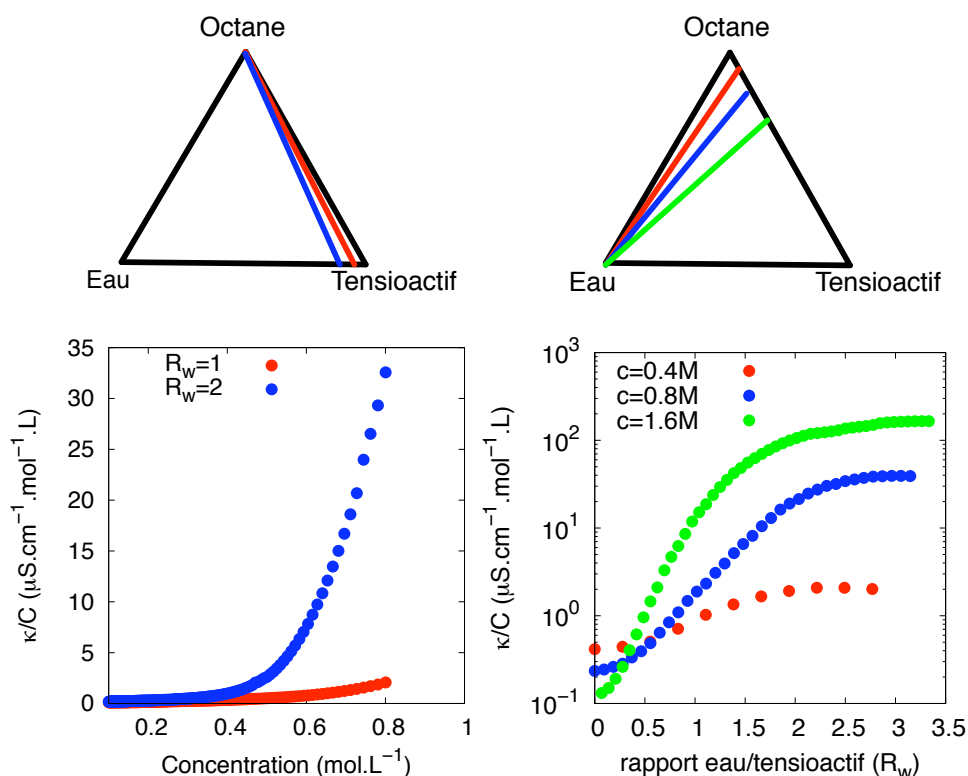 Octane
Eau
Tensioactif
Octane
Eau
Tensioactif
κ/C (μS.cm⁻¹.mol⁻¹.L)
35
30
25
20
15
10
5
0
R_w=1
R_w=2
0.2
0.4
0.6
0.8
1
Concentration (mol.L⁻¹)
κ/C (μS.cm⁻¹.mol⁻¹.L)
10³
10²
10¹
10⁰
10⁻¹
c=0.4M
c=0.8M
c=1.6M
0
0.5
1
1.5
2
2.5
3
3.5
rapport eau/tensioactif (R_w)